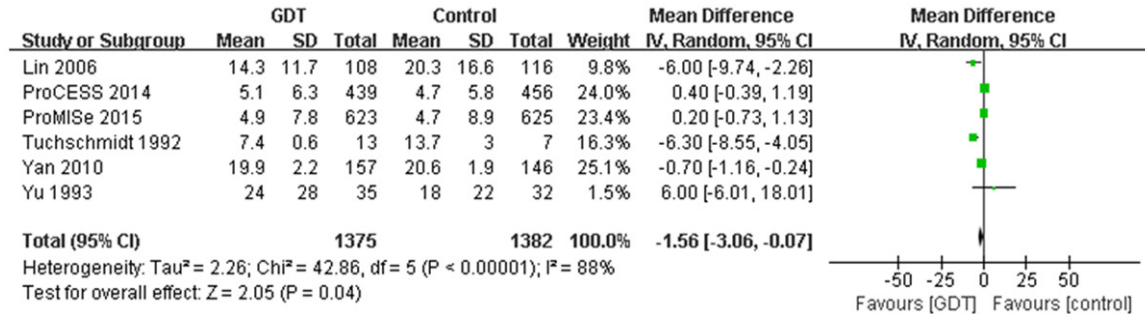 GDT Control Mean Difference Mean Difference
Study or Subgroup Mean SD Total Mean SD Total Weight IV, Random, 95% CI IV, Random, 95% CI
Lin 2006 14.3 11.7 108 20.3 16.6 116 9.8% -6.00 [-9.74, -2.26]
ProCESS 2014 5.1 6.3 439 4.7 5.8 456 24.0% 0.40 [-0.39, 1.19]
ProMISe 2015 4.9 7.8 623 4.7 8.9 625 23.4% 0.20 [-0.73, 1.13]
Tuchschmidt 1992 7.4 0.6 13 13.7 3 7 16.3% -6.30 [-8.55, -4.05]
Yan 2010 19.9 2.2 157 20.6 1.9 146 25.1% -0.70 [-1.16, -0.24]
Yu 1993 24 28 35 18 22 32 1.5% 6.00 [-6.01, 18.01]
Total (95% CI) 1375 1382 100.0% -1.56 [-3.06, -0.07]
Heterogeneity: Tau² = 2.26; Chi² = 42.86, df = 5 (P < 0.00001); I² = 88%
Test for overall effect: Z = 2.05 (P = 0.04)
-50 -25 0 25 50
Favours [GDT] Favours [control]